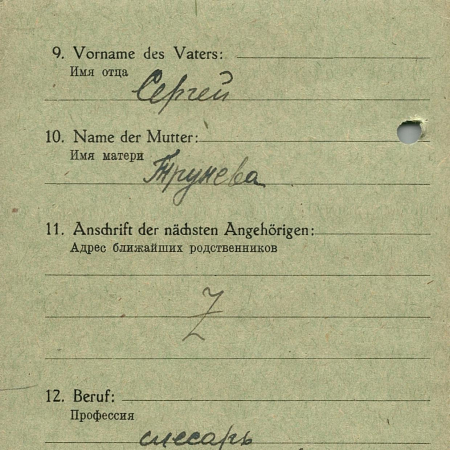 9. Vorname des Vaters:
Имя отца
Сергей
10. Name der Mutter:
Имя матери
Трунева
11. Anschrift der nächsten Angehörigen:
Адрес ближайших родственников
Z
12. Beruf:
Профессия
слесарь